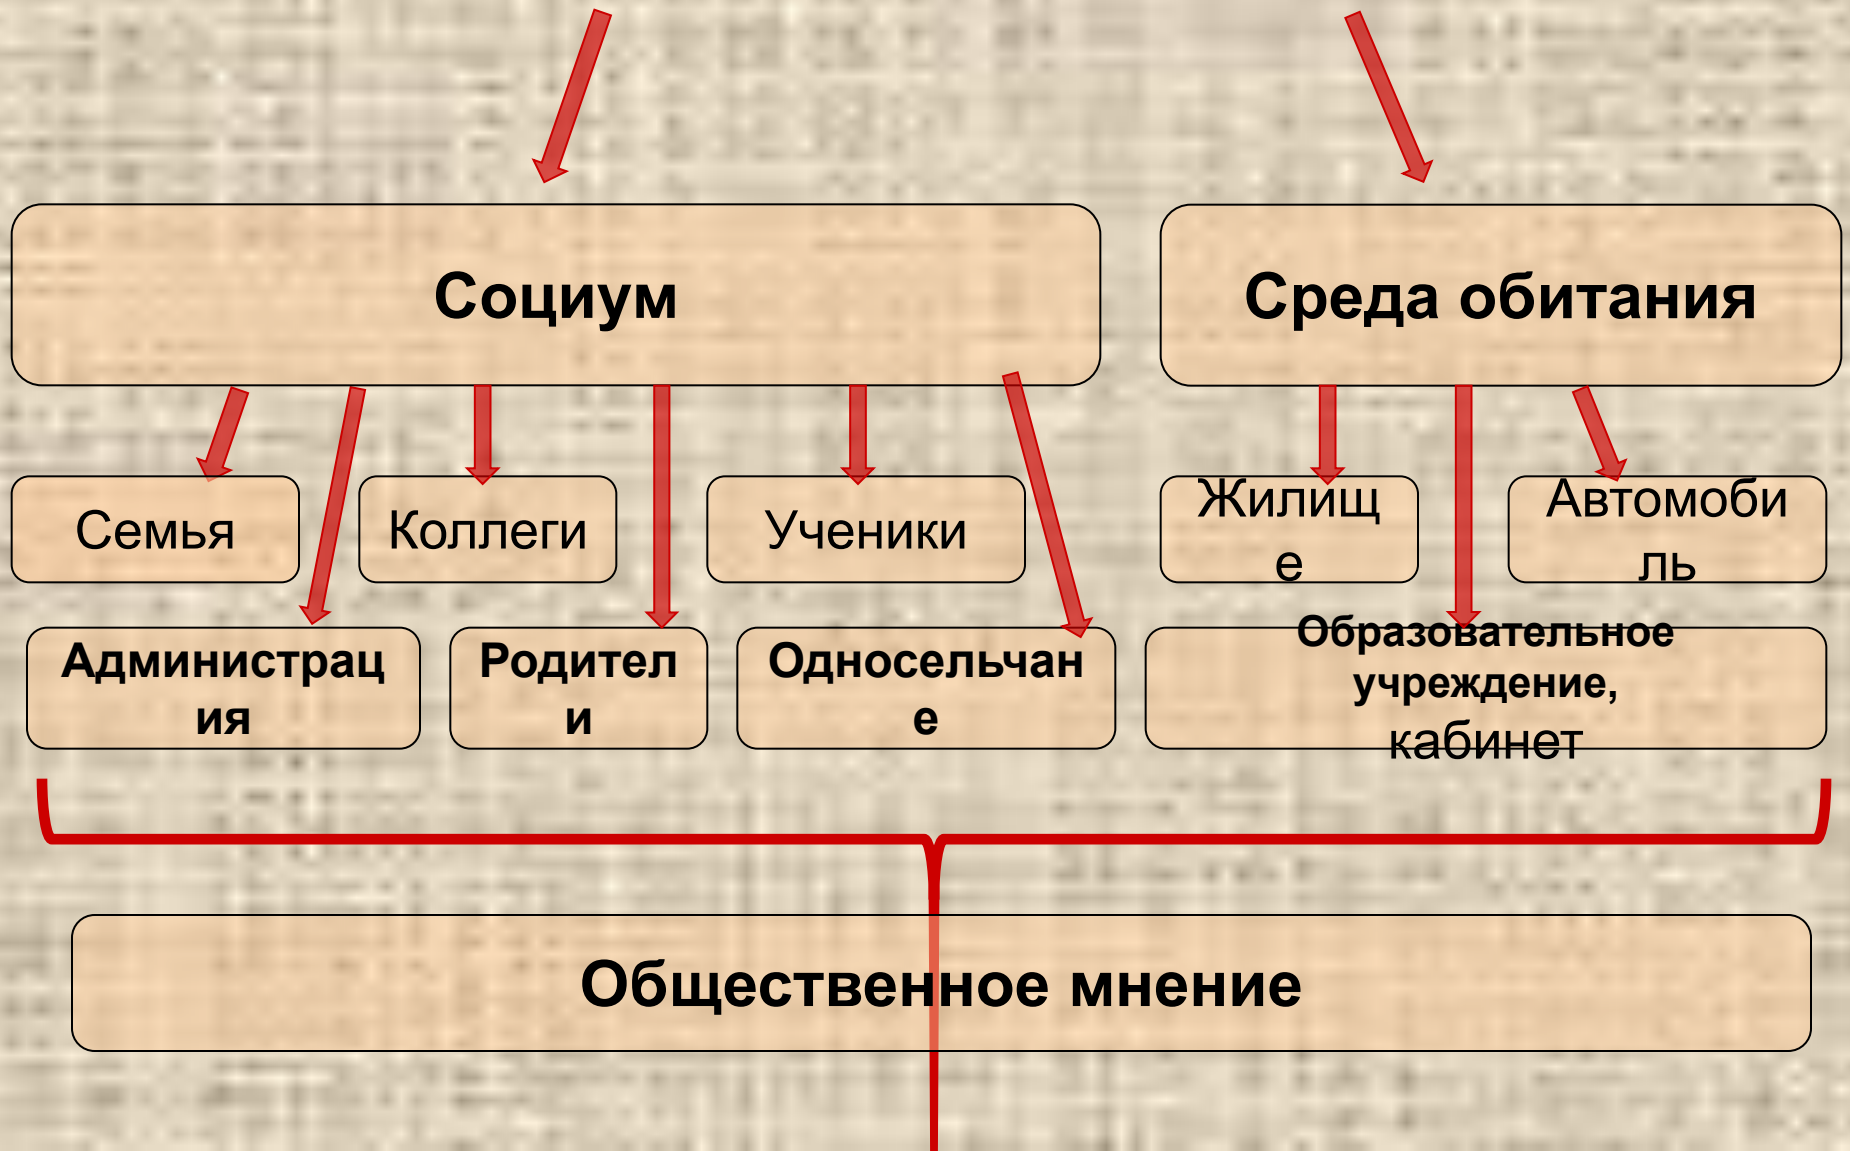 Социум
Среда обитания
Семья
Коллеги
Ученики
Жилищ
е
Автомоби
ль
Администрац
ия
Родител
и
Односельчан
е
Образовательное
учреждение,
кабинет
Общественное мнение